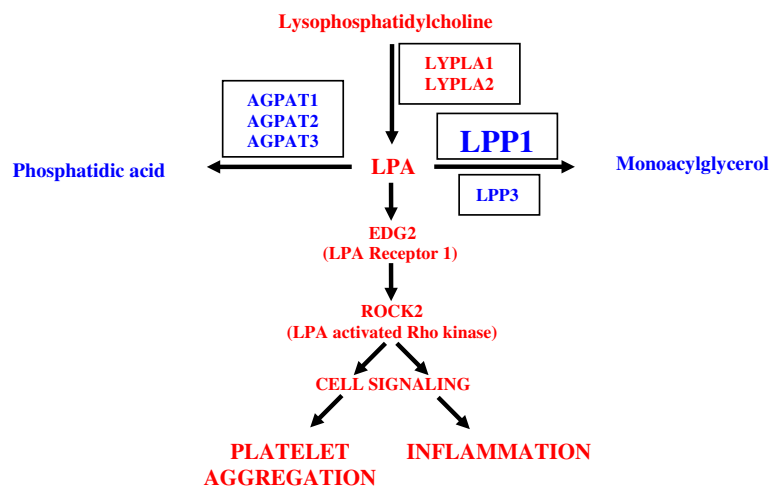 Lysophosphatidylcholine
LYPLA1
LYPLA2
AGPAT1
AGPAT2
AGPAT3
LPP1
Phosphatidic acid
LPA
Monoacylglycerol
LPP3
EDG2
(LPA Receptor 1)
ROCK2
(LPA activated Rho kinase)
CELL SIGNALING
PLATELET
AGGREGATION
INFLAMMATION